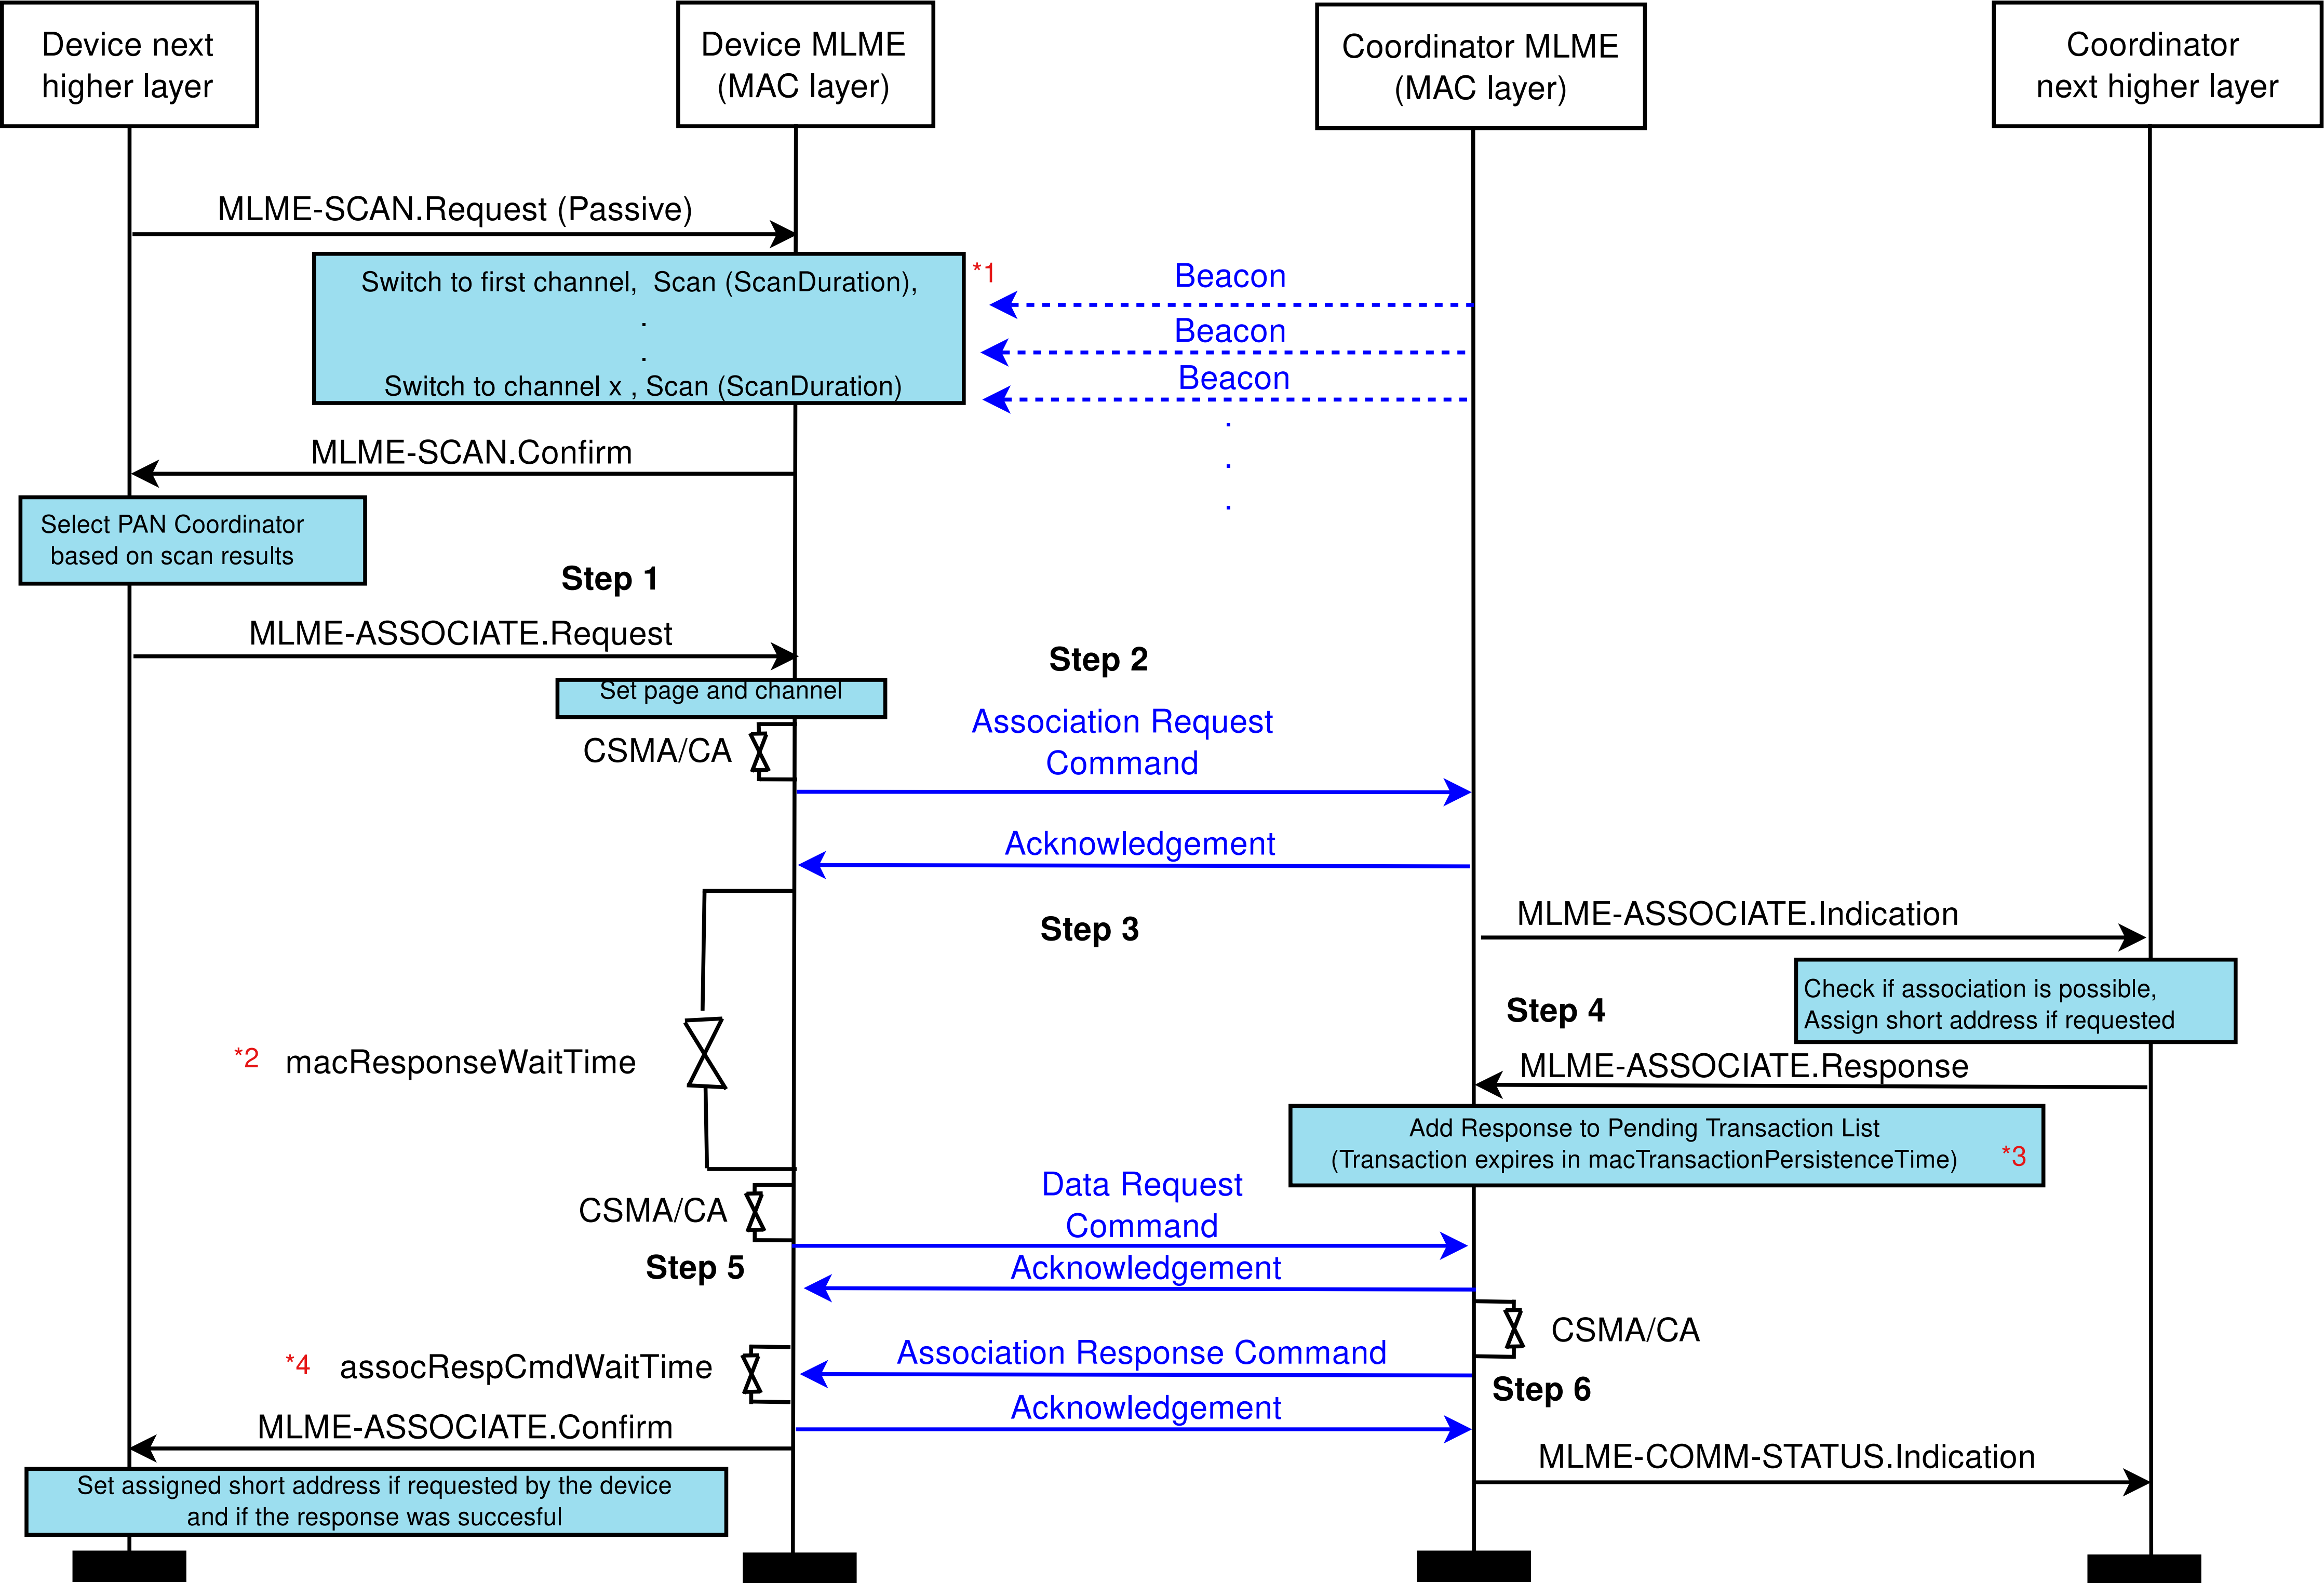 Device next
higher layer
Device MLME
(MAC layer)
Coordinator MLME
(MAC layer)
Coordinator
next higher layer
MLME-SCAN.Request (Passive)
Switch to first channel,  Scan (ScanDuration),
.
.
Switch to channel x , Scan (ScanDuration)
*1
Beacon
Beacon
Beacon
.
.
.
MLME-SCAN.Confirm
Select PAN Coordinator
based on scan results
Step 1
MLME-ASSOCIATE.Request
Set page and channel
Step 2
CSMA/CA
Association Request
Command
Acknowledgement
Step 3
MLME-ASSOCIATE.Indication
Check if association is possible,
Assign short address if requested
Step 4
*2 macResponseWaitTime
MLME-ASSOCIATE.Response
Add Response to Pending Transaction List
(Transaction expires in macTransactionPersistenceTime) *3
CSMA/CA
Data Request
Command
Step 5
Acknowledgement
CSMA/CA
*4 assocRespCmdWaitTime
Association Response Command
Step 6
Acknowledgement
MLME-ASSOCIATE.Confirm
MLME-COMM-STATUS.Indication
Set assigned short address if requested by the device
and if the response was succesful